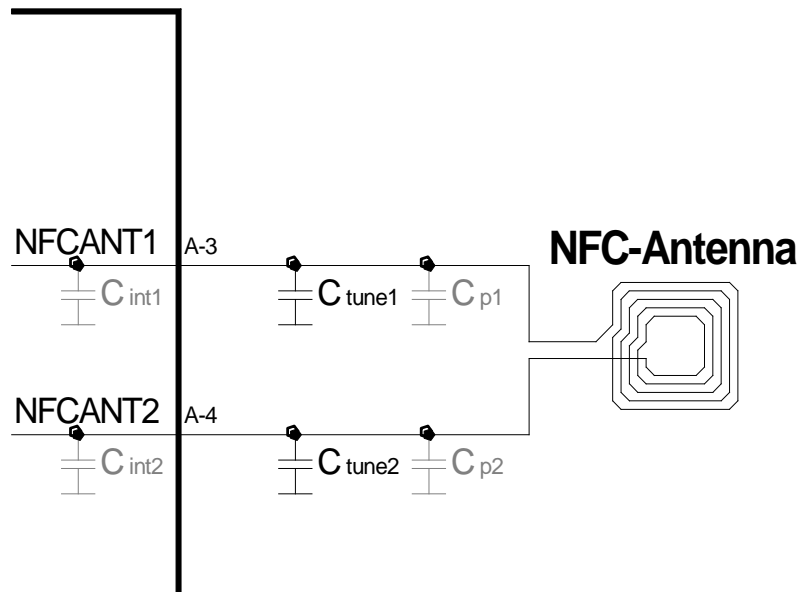 NFCANT1 A-3
NFC-Antenna
C int1 C tune1 C p1
NFCANT2 A-4
C int2 C tune2 C p2